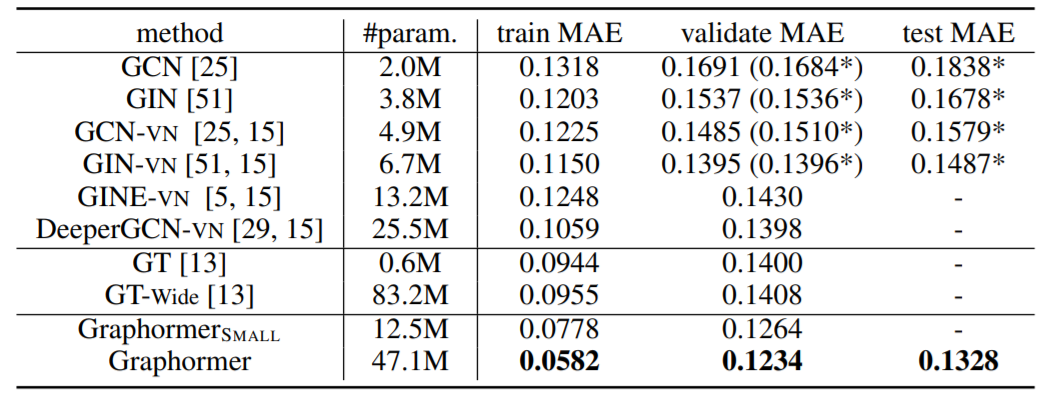 method #param. train MAE validate MAE test MAE
GCN [25] 2.0M 0.1318 0.1691 (0.1684*) 0.1838*
GIN [51] 3.8M 0.1203 0.1537 (0.1536*) 0.1678*
GCN-VN [25, 15] 4.9M 0.1225 0.1485 (0.1510*) 0.1579*
GIN-VN [51, 15] 6.7M 0.1150 0.1395 (0.1396*) 0.1487*
GINE-VN [5, 15] 13.2M 0.1248 0.1430 -
DeeperGCN-VN [29, 15] 25.5M 0.1059 0.1398 -
GT [13] 0.6M 0.0944 0.1400 -
GT-Wide [13] 83.2M 0.0955 0.1408 -
GraphormerSMALL 12.5M 0.0778 0.1264 -
Graphormer 47.1M 0.0582 0.1234 0.1328